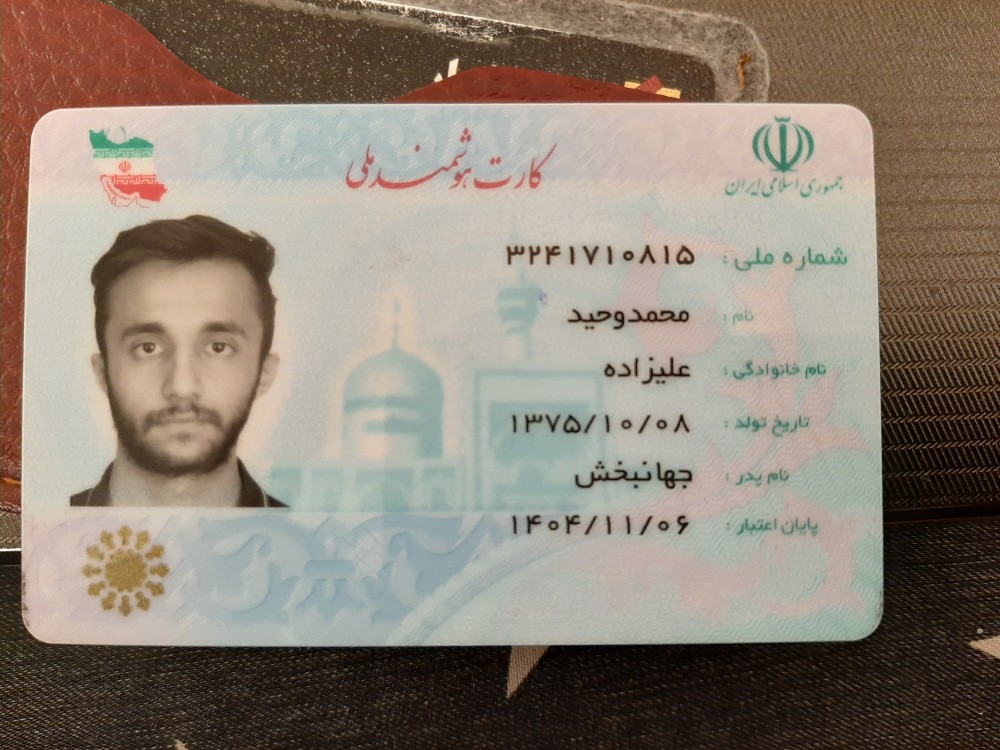 کارت هوشمند ملی
جمهوری اسلامی ایران
شماره ملی : ۳۲۴۱۷۱۰۸۱۵
نام : محمدوحید
نام خانوادگی : علیزاده
تاریخ تولد : ۱۳۷۵/۱۰/۰۸
نام پدر : جهانبخش
پایان اعتبار : ۱۴۰۴/۱۱/۰۶